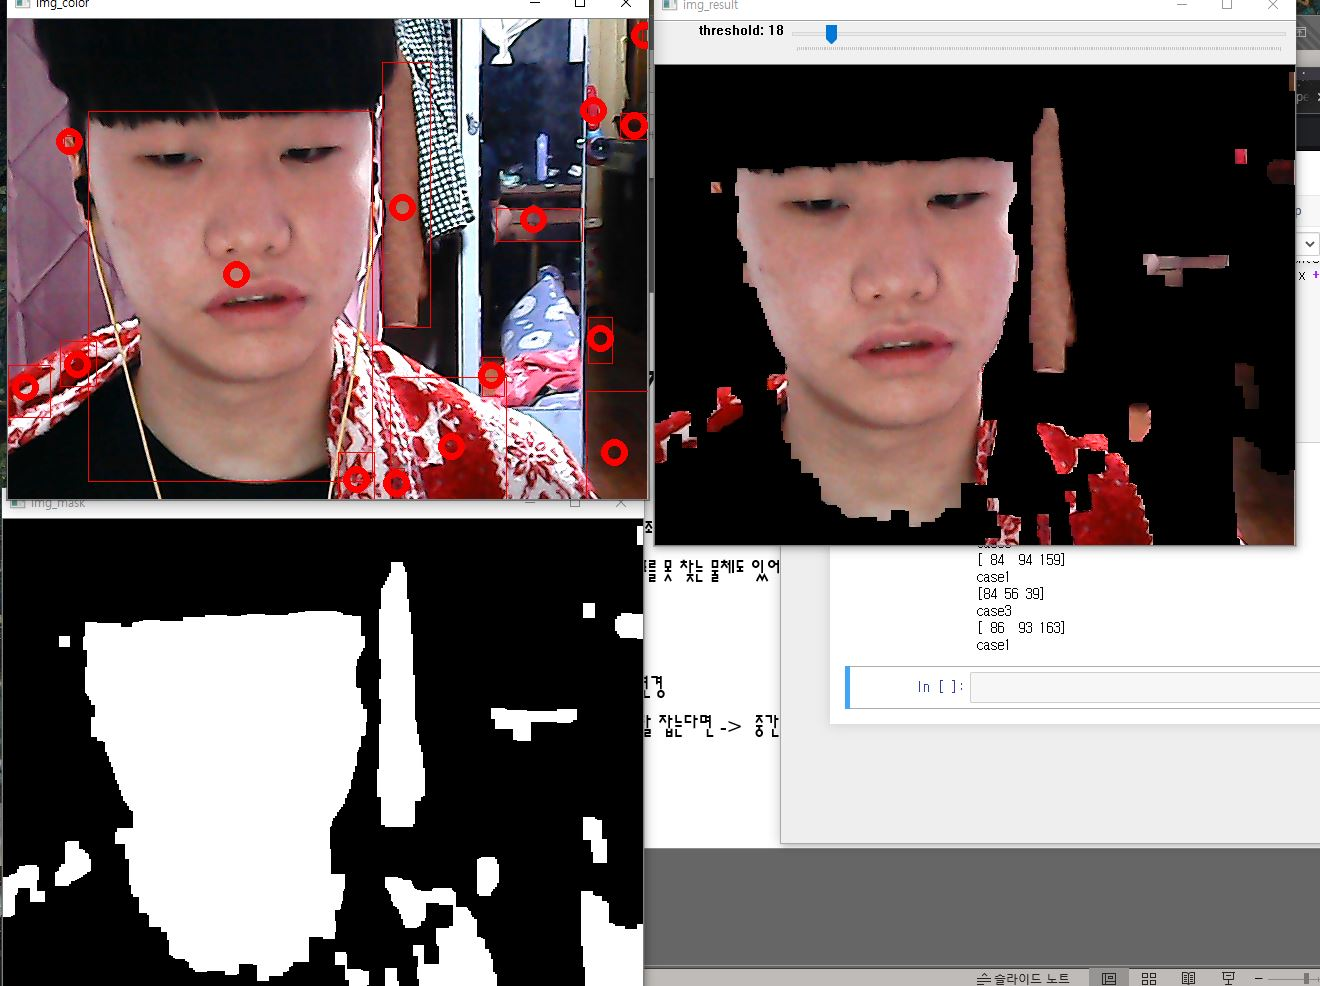 img_color
img_result
threshold: 18
img_mask
를 못 찾는 물체도 있어
잡는다면 -> 중간
x +
[ 84 94 159]
case1
[84 56 39]
case3
[ 86 93 163]
case1
In [ ]:
슬라이드 노트